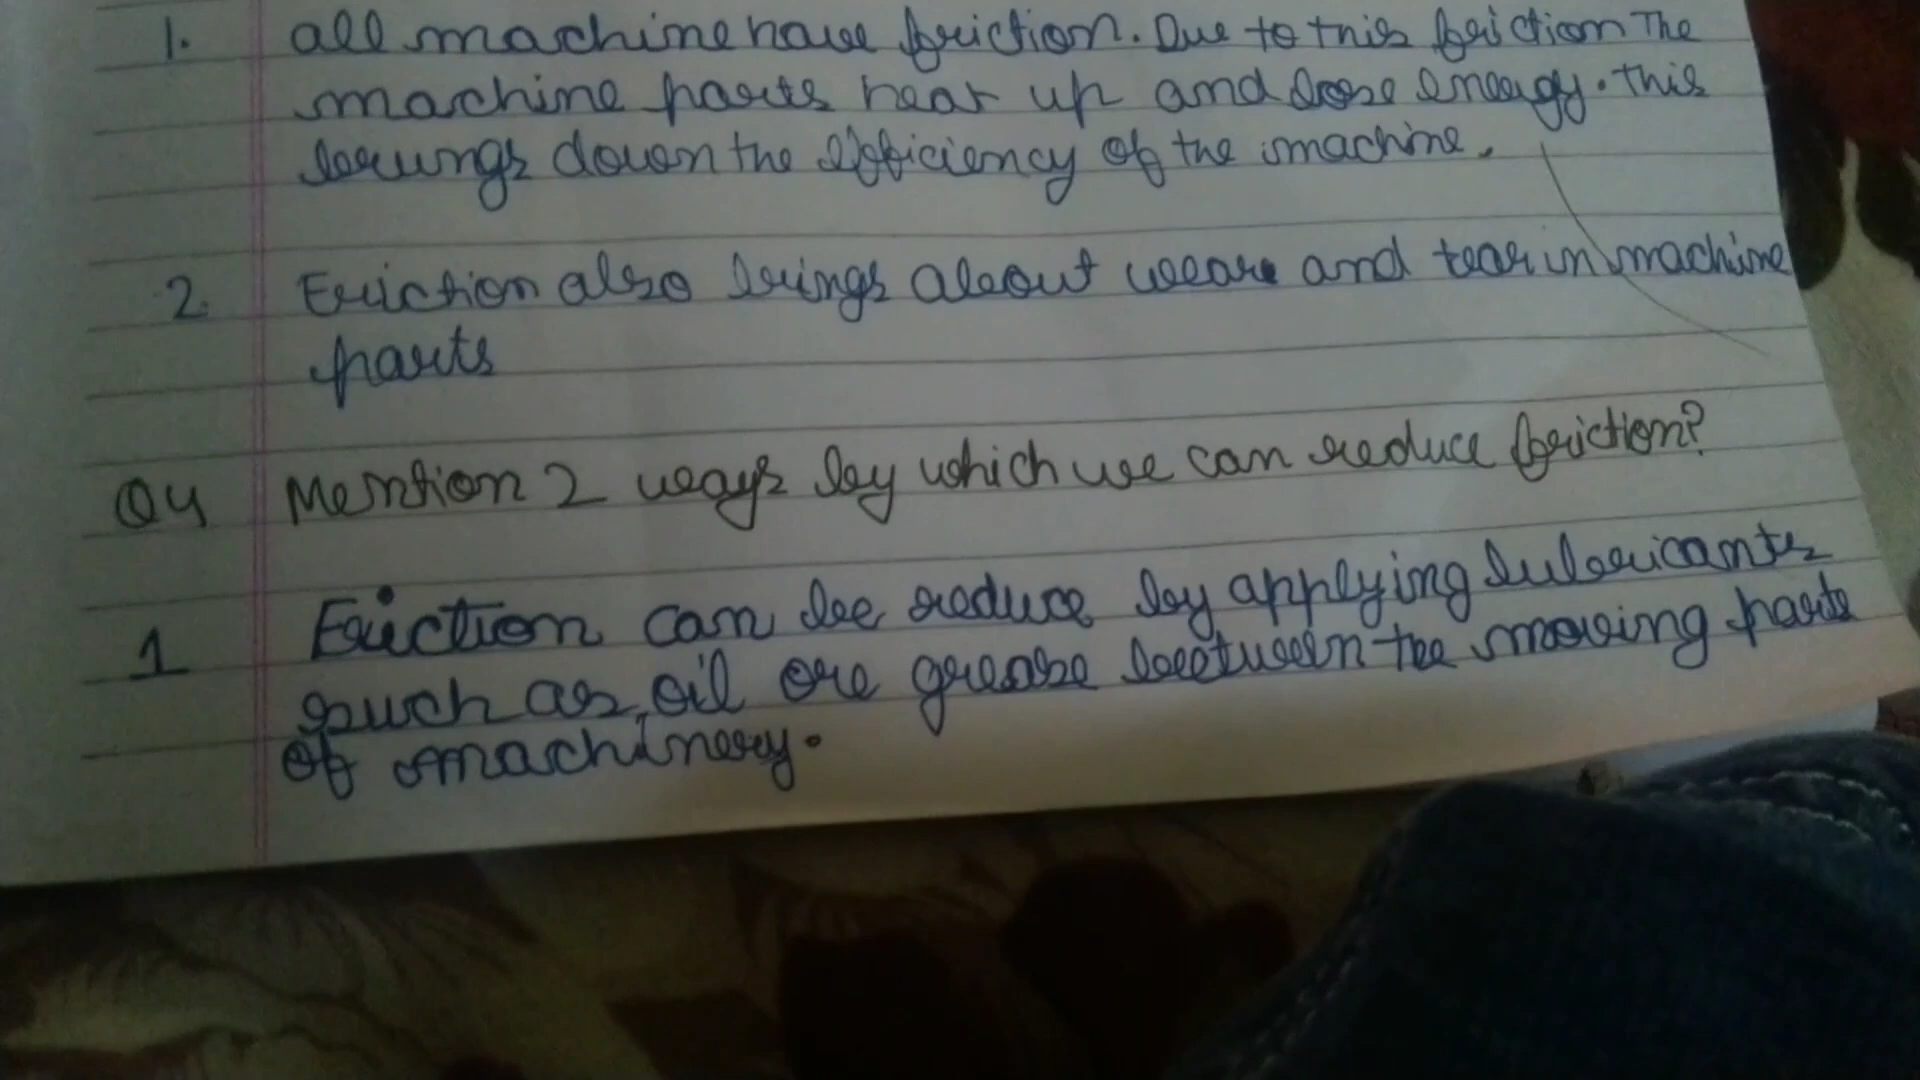 1. all machine have friction. Due to this friction The
machine parts heat up and lose energy. this
brings down the efficiency of the machine.
2. Friction also brings about wear and tear in machine
parts
Q4 Mention 2 ways by which we can reduce friction?
1 Friction can be reduce by applying lubricants
such as, oil ore grease between the moving parts
of machinery.